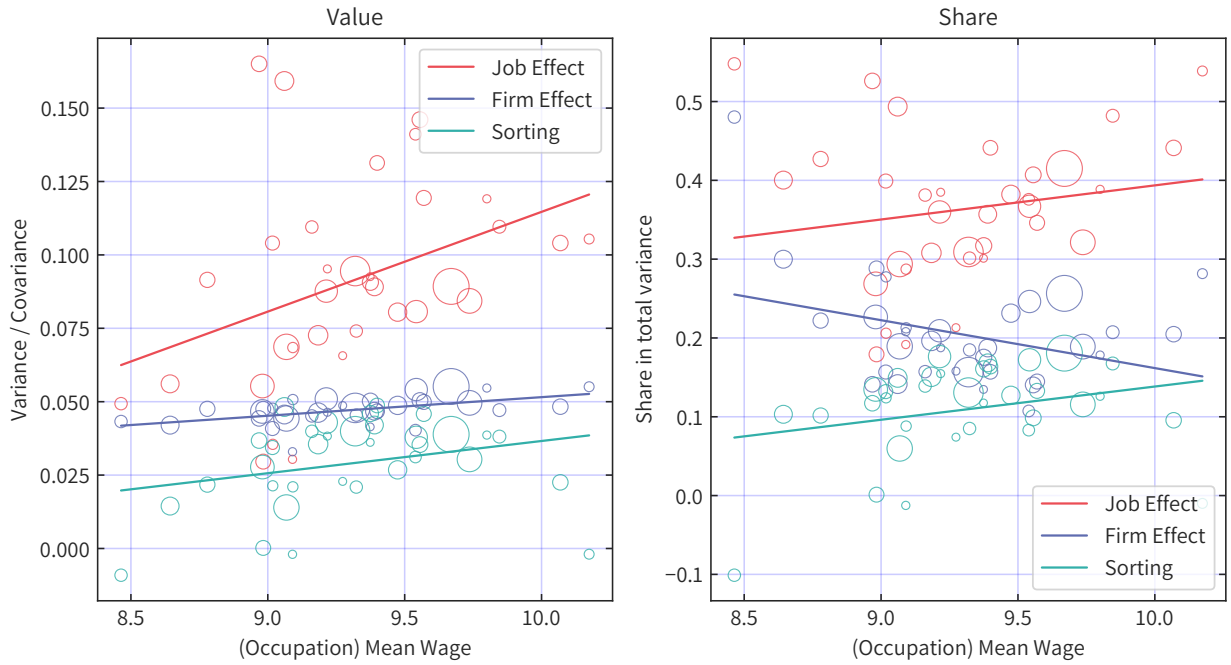 Value
Variance / Covariance
0.150
0.125
0.100
0.075
0.050
0.025
0.000
8.5 9.0 9.5 10.0
(Occupation) Mean Wage
Job Effect
Firm Effect
Sorting
Share
Share in total variance
0.5
0.4
0.3
0.2
0.1
0.0
−0.1
8.5 9.0 9.5 10.0
(Occupation) Mean Wage
Job Effect
Firm Effect
Sorting